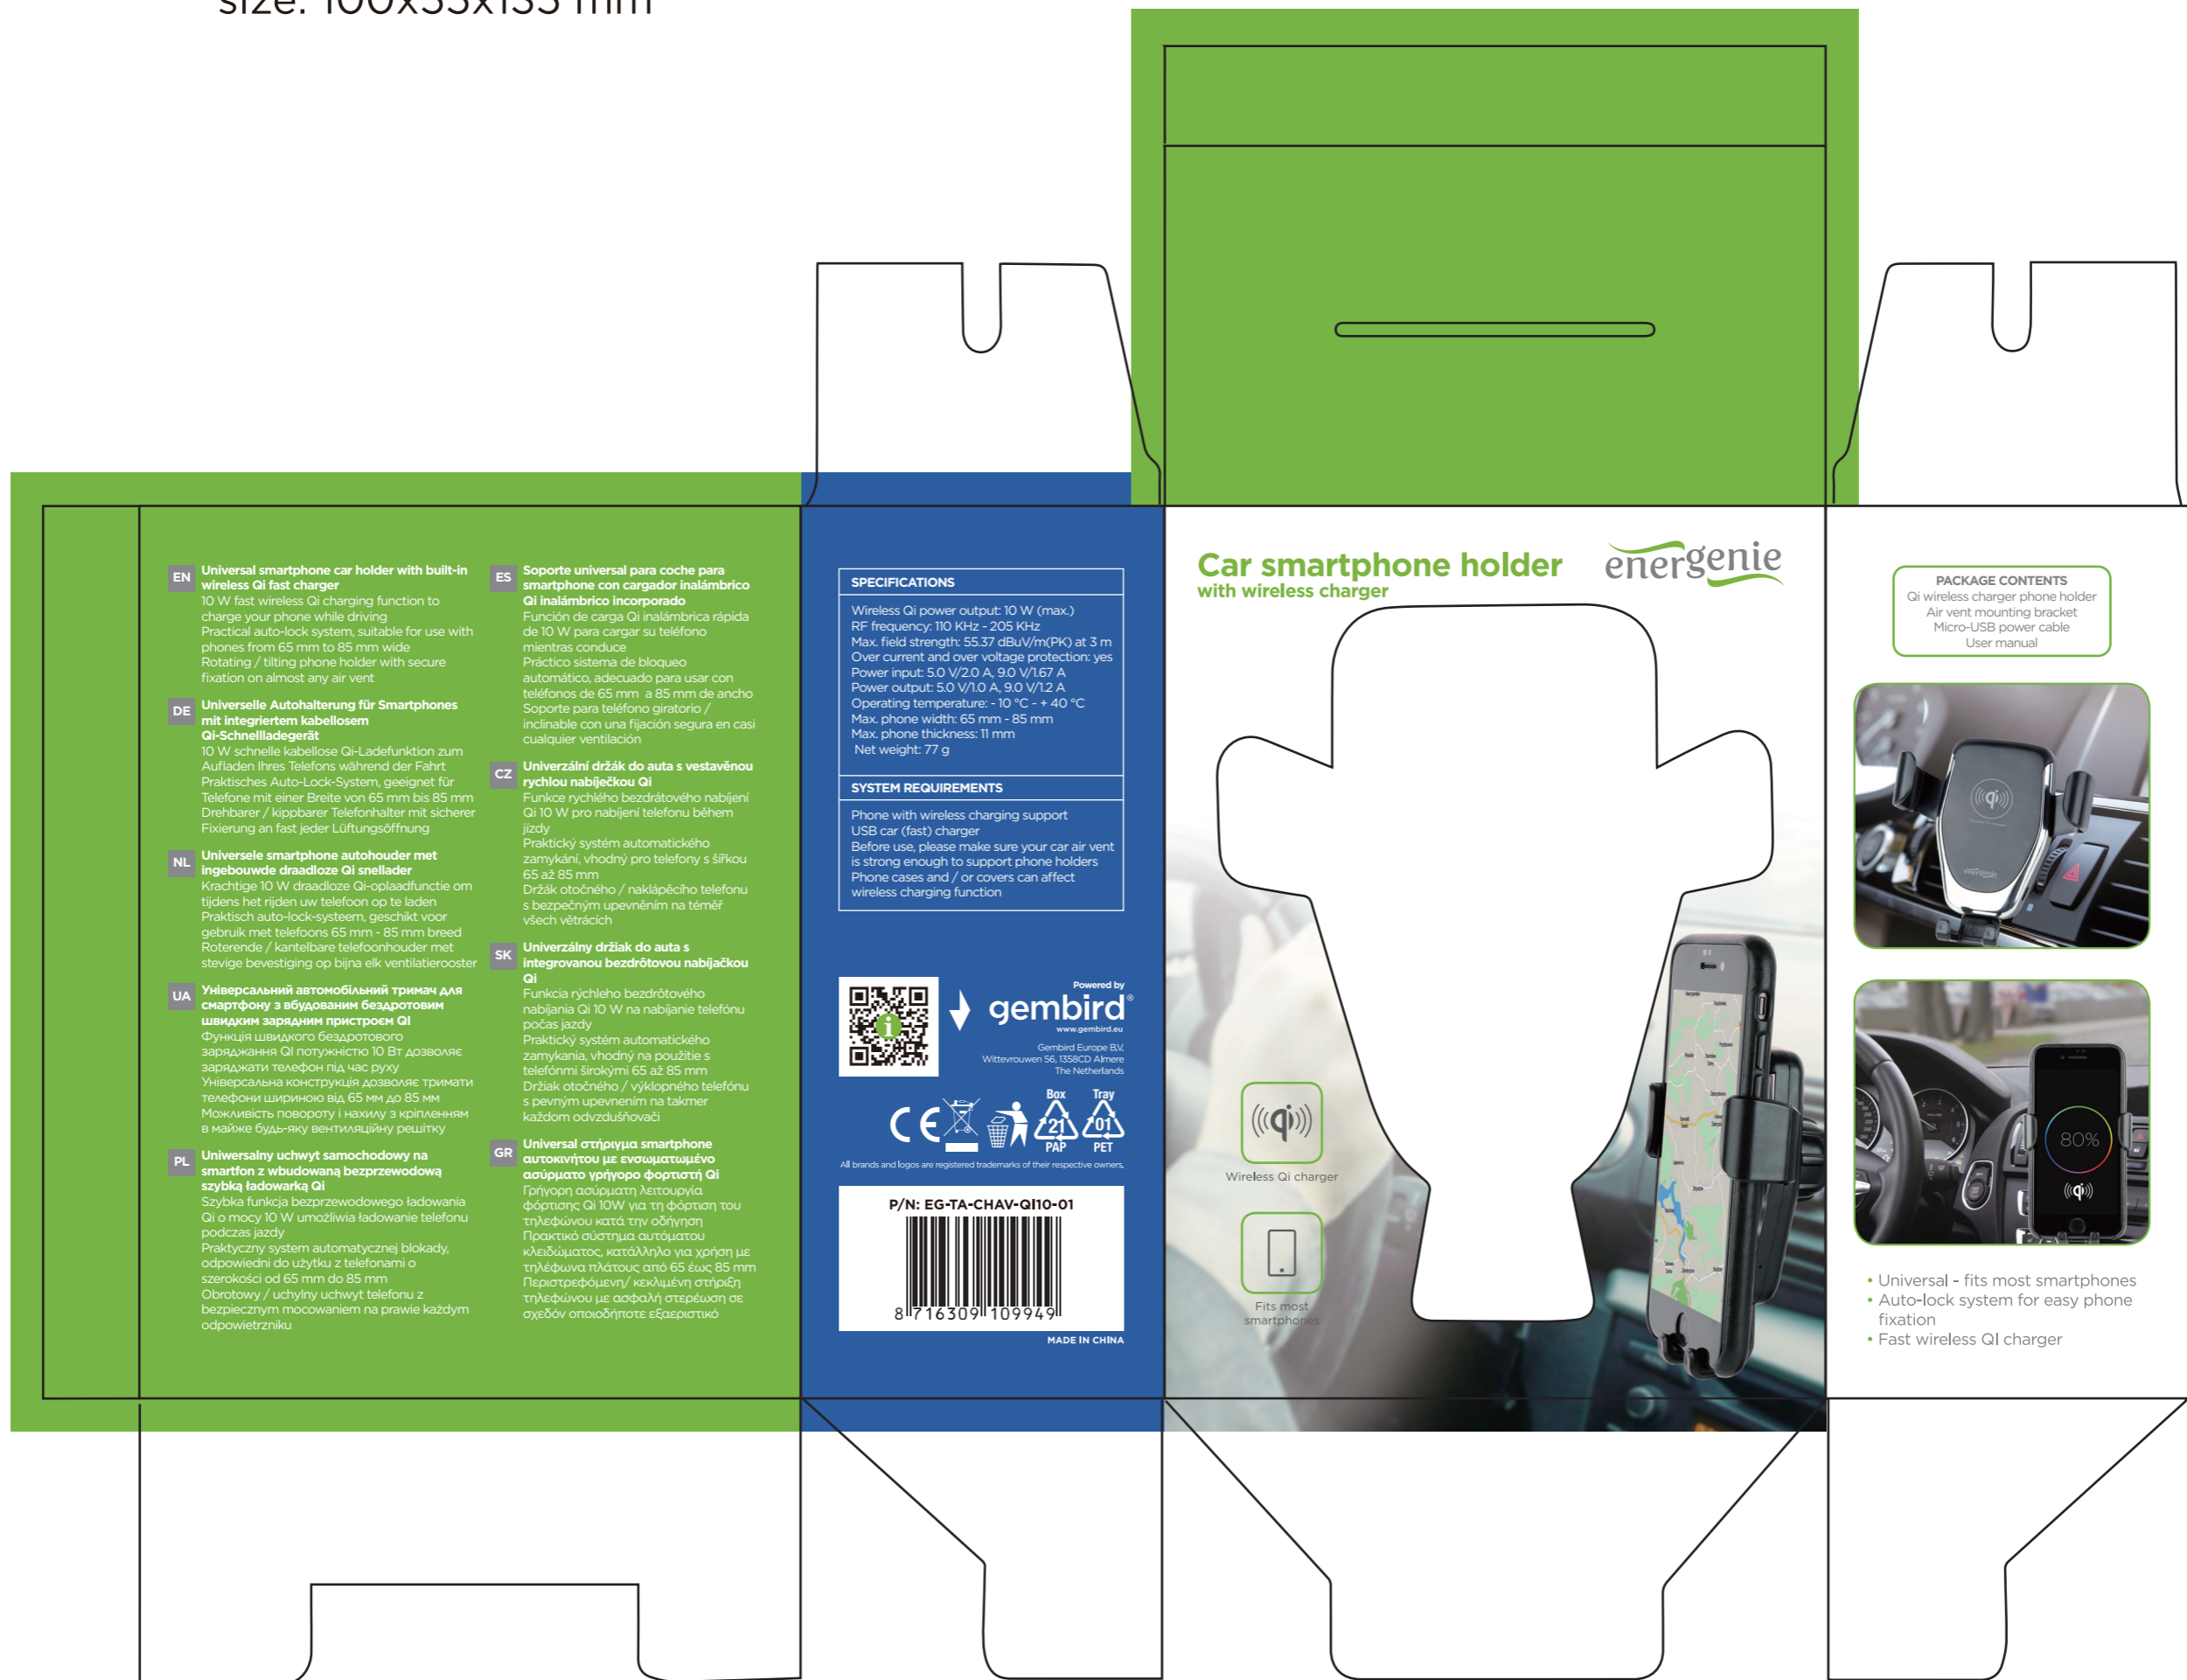 size: 100x55x135 mm
EN
Universal smartphone car holder with built-in
wireless Qi fast charger
10 W fast wireless Qi charging function to
charge your phone while driving
Practical auto-lock system, suitable for use with
phones from 65 mm to 85 mm wide
Rotating / tilting phone holder with secure
fixation on almost any air vent
DE
Universelle Autohalterung für Smartphones
mit integriertem kabellosem
Qi-Schnellladegerät
10 W schnelle kabellose Qi-Ladefunktion zum
Aufladen Ihres Telefons während der Fahrt
Praktisches Auto-Lock-System, geeignet für
Telefone mit einer Breite von 65 mm bis 85 mm
Drehbarer / kippbarer Telefonhalter mit sicherer
Fixierung an fast jeder Lüftungsöffnung
NL
Universele smartphone autohouder met
ingebouwde draadloze Qi snellader
Krachtige 10 W draadloze Qi-oplaadfunctie om
tijdens het rijden uw telefoon op te laden
Praktisch auto-lock-systeem, geschikt voor
gebruik met telefoons 65 mm - 85 mm breed
Roterende / kantelbare telefoonhouder met
stevige bevestiging op bijna elk ventilatierooster
UA
Універсальний автомобільний тримач для
смартфону з вбудованим бездротовим
швидким зарядним пристроєм QI
Функція швидкого бездротового
заряджання QI потужністю 10 Вт дозволяє
заряджати телефон під час руху
Універсальна конструкція дозволяє тримати
телефони шириною від 65 мм до 85 мм
Можливість повороту і нахилу з кріпленням
в майже будь-яку вентиляційну решітку
PL
Uniwersalny uchwyt samochodowy na
smartfon z wbudowaną bezprzewodową
szybką ładowarką Qi
Szybka funkcja bezprzewodowego ładowania
Qi o mocy 10 W umożliwia ładowanie telefonu
podczas jazdy
Praktyczny system automatycznej blokady,
odpowiedni do użytku z telefonami o
szerokości od 65 mm do 85 mm
Obrotowy / uchylny uchwyt telefonu z
bezpiecznym mocowaniem na prawie każdym
odpowietrzniku
ES
Soporte universal para coche para
smartphone con cargador inalámbrico
Qi inalámbrico incorporado
Función de carga Qi inalámbrica rápida
de 10 W para cargar su teléfono
mientras conduce
Práctico sistema de bloqueo
automático, adecuado para usar con
teléfonos de 65 mm a 85 mm de ancho
Soporte para teléfono giratorio /
inclinable con una fijación segura en casi
cualquier ventilación
CZ
Univerzální držák do auta s vestavěnou
rychlou nabíječkou Qi
Funkce rychlého bezdrátového nabíjení
Qi 10 W pro nabíjení telefonu během
jízdy
Praktický systém automatického
zamykání, vhodný pro telefony s šířkou
65 až 85 mm
Držák otočného / naklápěcího telefonu
s bezpečným upevněním na téměř
všech větrácích
SK
Univerzálny držiak do auta s
integrovanou bezdrôtovou nabíjačkou
Qi
Funkcia rýchleho bezdrôtového
nabíjania Qi 10 W na nabíjanie telefónu
počas jazdy
Praktický systém automatického
zamykania, vhodný na použitie s
telefónmi širokými 65 až 85 mm
Držiak otočného / výklopného telefónu
s pevným upevnením na takmer
každom odvzdušňovači
GR
Universal στήριγμα smartphone
αυτοκινήτου με ενσωματωμένο
ασύρματο γρήγορο φορτιστή Qi
Γρήγορη ασύρματη λειτουργία
φόρτισης Qi 10W για τη φόρτιση του
τηλεφώνου κατά την οδήγηση
Πρακτικό σύστημα αυτόματου
κλειδώματος, κατάλληλο για χρήση με
τηλέφωνα πλάτους από 65 έως 85 mm
Περιστρεφόμενη/ κεκλιμένη στήριξη
τηλεφώνου με ασφαλή στερέωση σε
σχεδόν οποιοδήποτε εξαεριστικό
SPECIFICATIONS
Wireless Qi power output: 10 W (max.)
RF frequency: 110 KHz - 205 KHz
Max. field strength: 55.37 dBuV/m(PK) at 3 m
Over current and over voltage protection: yes
Power input: 5.0 V/2.0 A, 9.0 V/1.67 A
Power output: 5.0 V/1.0 A, 9.0 V/1.2 A
Operating temperature: - 10 °C - + 40 °C
Max. phone width: 65 mm - 85 mm
Max. phone thickness: 11 mm
Net weight: 77 g
SYSTEM REQUIREMENTS
Phone with wireless charging support
USB car (fast) charger
Before use, please make sure your car air vent
is strong enough to support phone holders
Phone cases and / or covers can affect
wireless charging function
Powered by
gembird®
www.gembird.eu
Gembird Europe B.V.
Wittevrouwen 56, 1358CD Almere
The Netherlands
CE
Box
21
PAP
Tray
01
PET
All brands and logos are registered trademarks of their respective owners.
P/N: EG-TA-CHAV-QI10-01
8 716309 109949
MADE IN CHINA
Car smartphone holder
with wireless charger
energenie
qi
Wireless Qi charger
Fits most
smartphones
PACKAGE CONTENTS
Qi wireless charger phone holder
Air vent mounting bracket
Micro-USB power cable
User manual
qi
energenie
80%
qi
• Universal - fits most smartphones
• Auto-lock system for easy phone
fixation
• Fast wireless QI charger